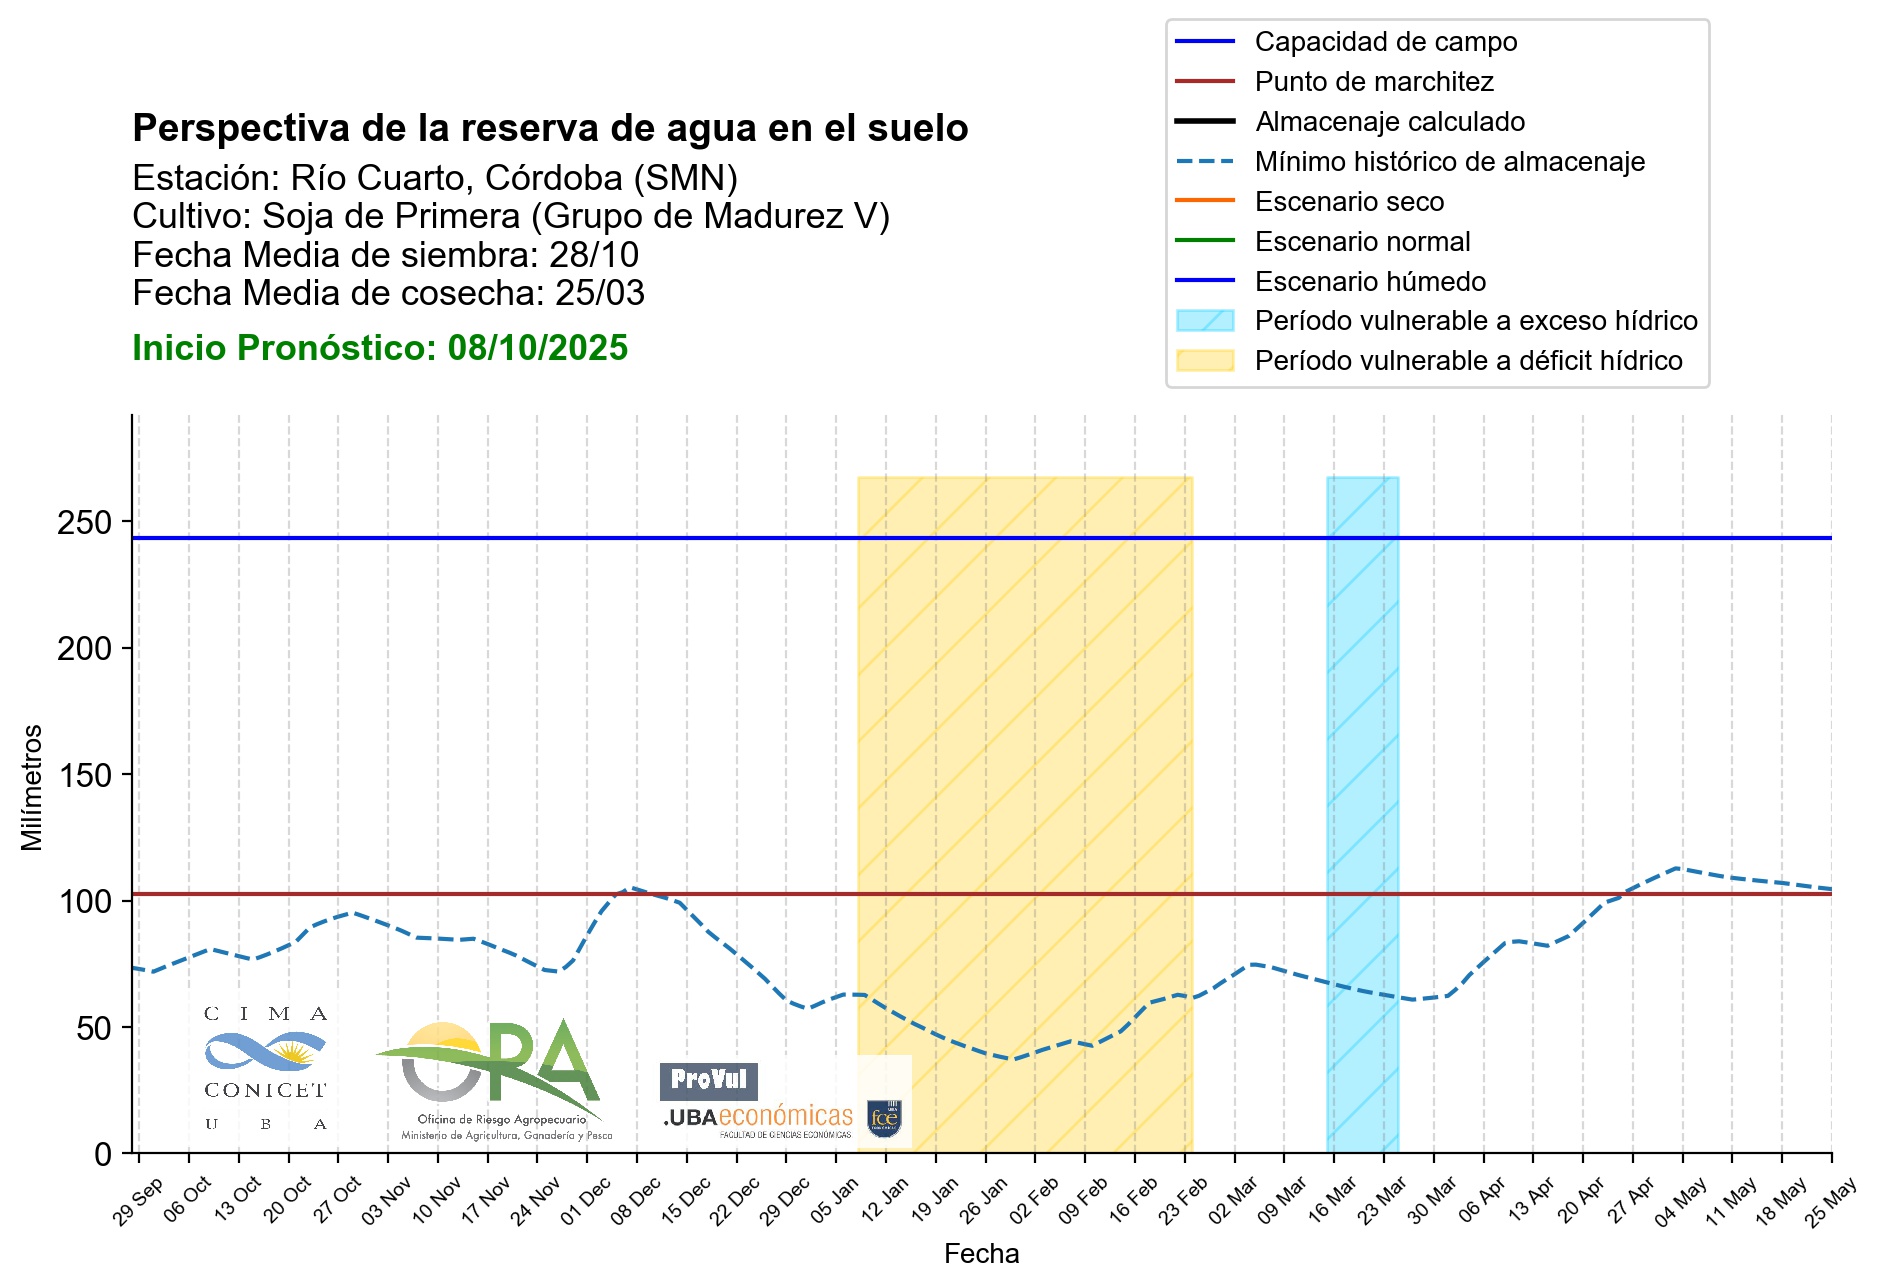 Capacidad de campo
Punto de marchitez
Almacenaje calculado
Mínimo histórico de almacenaje
Escenario seco
Escenario normal
Escenario húmedo
Período vulnerable a exceso hídrico
Período vulnerable a déficit hídrico
Perspectiva de la reserva de agua en el suelo
Estación: Río Cuarto, Córdoba (SMN)
Cultivo: Soja de Primera (Grupo de Madurez V)
Fecha Media de siembra: 28/10
Fecha Media de cosecha: 25/03
Inicio Pronóstico: 08/10/2025
Milímetros
250
200
150
100
50
0
CIMA
CONICET
UBA
ORA
Oficina de Riesgo Agropecuario
Ministerio de Agricultura, Ganadería y Pesca
ProVul
.UBAeconómicas
FACULTAD DE CIENCIAS ECONÓMICAS
fce
29 Sep
06 Oct
13 Oct
20 Oct
27 Oct
03 Nov
10 Nov
17 Nov
24 Nov
01 Dec
08 Dec
15 Dec
22 Dec
29 Dec
05 Jan
12 Jan
19 Jan
26 Jan
02 Feb
09 Feb
16 Feb
23 Feb
02 Mar
09 Mar
16 Mar
23 Mar
30 Mar
06 Apr
13 Apr
20 Apr
27 Apr
04 May
11 May
18 May
25 May
Fecha